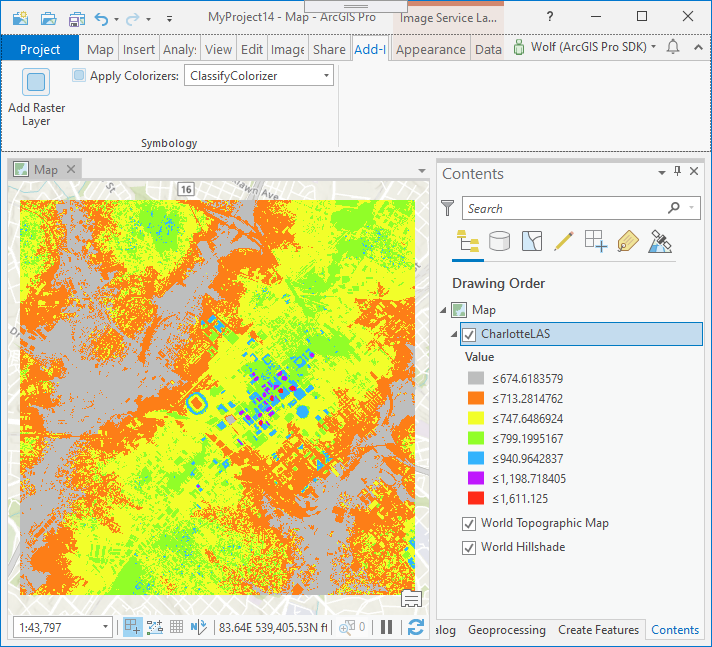 MyProject14 - Map - ArcGIS Pro
Image Service La...
?
Project Map Insert Analy: View Edit Image Share Add-I Appearance Data Wolf (ArcGIS Pro SDK)
Apply Colorizers: ClassifyColorizer
Add Raster
Layer
Symbology
Map
Contents
16
Search
Drawing Order
Map
CharlotteLAS
Value
≤674.6183579
≤713.2814762
≤747.6486924
≤799.1995167
≤940.9642837
≤1,198.718405
≤1,611.125
World Topographic Map
World Hillshade
1:43,797 83.64E 539,405.53N ft 0
alog Geoprocessing Create Features Contents